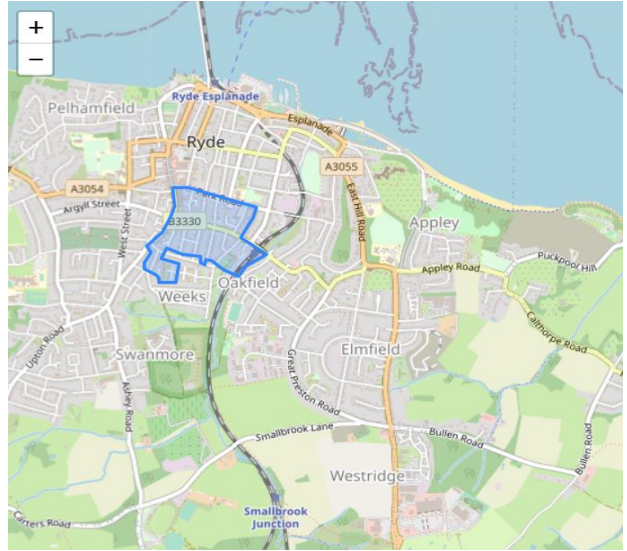 +
−
Pelhamfield
Ryde Esplanade
Esplanade
Ryde
A3055
A3054
Park Road
Argyll Street
East Hill Road
B3330
Appley
West Street
Puckpool Hill
Appley Road
Oakfield
Weeks
Calthorpe Road
Upton Road
Swanmore
Elmfield
Great Preston Road
Ashey Road
Smallbrook Lane
Bullen Road
Bullen Road
Westridge
Smallbrook
Junction
Carters Road